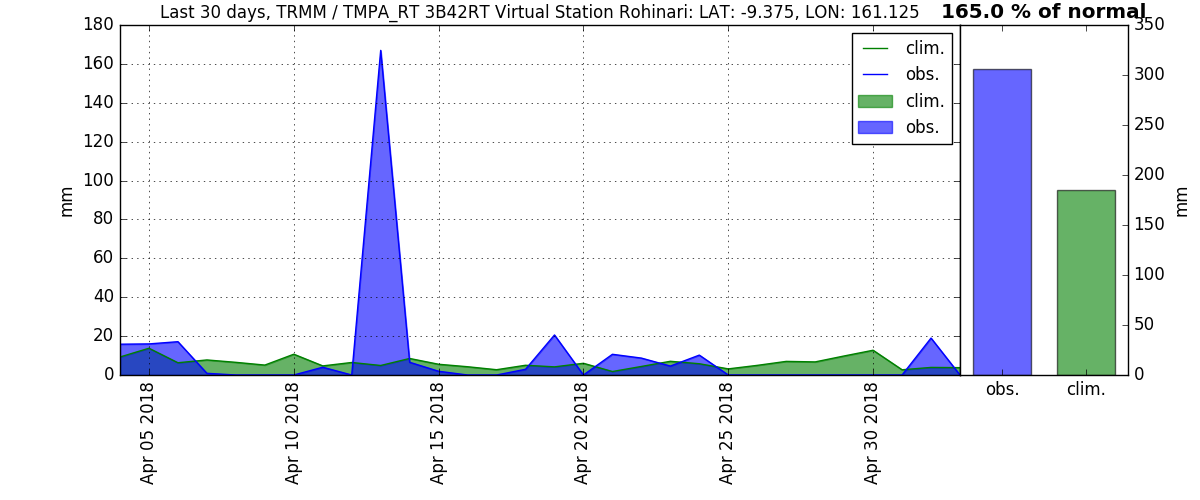 Last 30 days, TRMM / TMPA_RT 3B42RT Virtual Station Rohinari: LAT: -9.375, LON: 161.125
165.0 % of normal
180
160
140
120
100
80
60
40
20
0
mm
clim.
obs.
clim.
obs.
350
300
250
200
150
100
50
0
mm
Apr 05 2018
Apr 10 2018
Apr 15 2018
Apr 20 2018
Apr 25 2018
Apr 30 2018
obs.
clim.